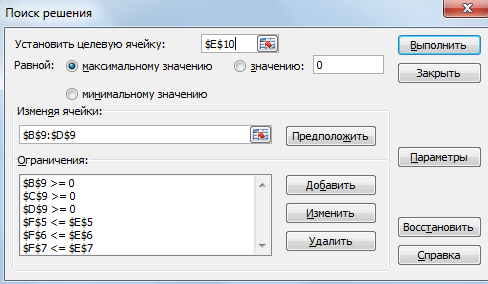 Поиск решения
Установить целевую ячейку: $E$10 Выполнить
Равной: максимальному значению значению: 0 Закрыть
минимальному значению
Изменяя ячейки:
$B$9:$D$9 Предположить
Ограничения: Параметры
$B$9 >= 0 Добавить
$C$9 >= 0
$D$9 >= 0 Изменить
$F$5 <= $E$5 Восстановить
$F$6 <= $E$6 Удалить
$F$7 <= $E$7 Справка